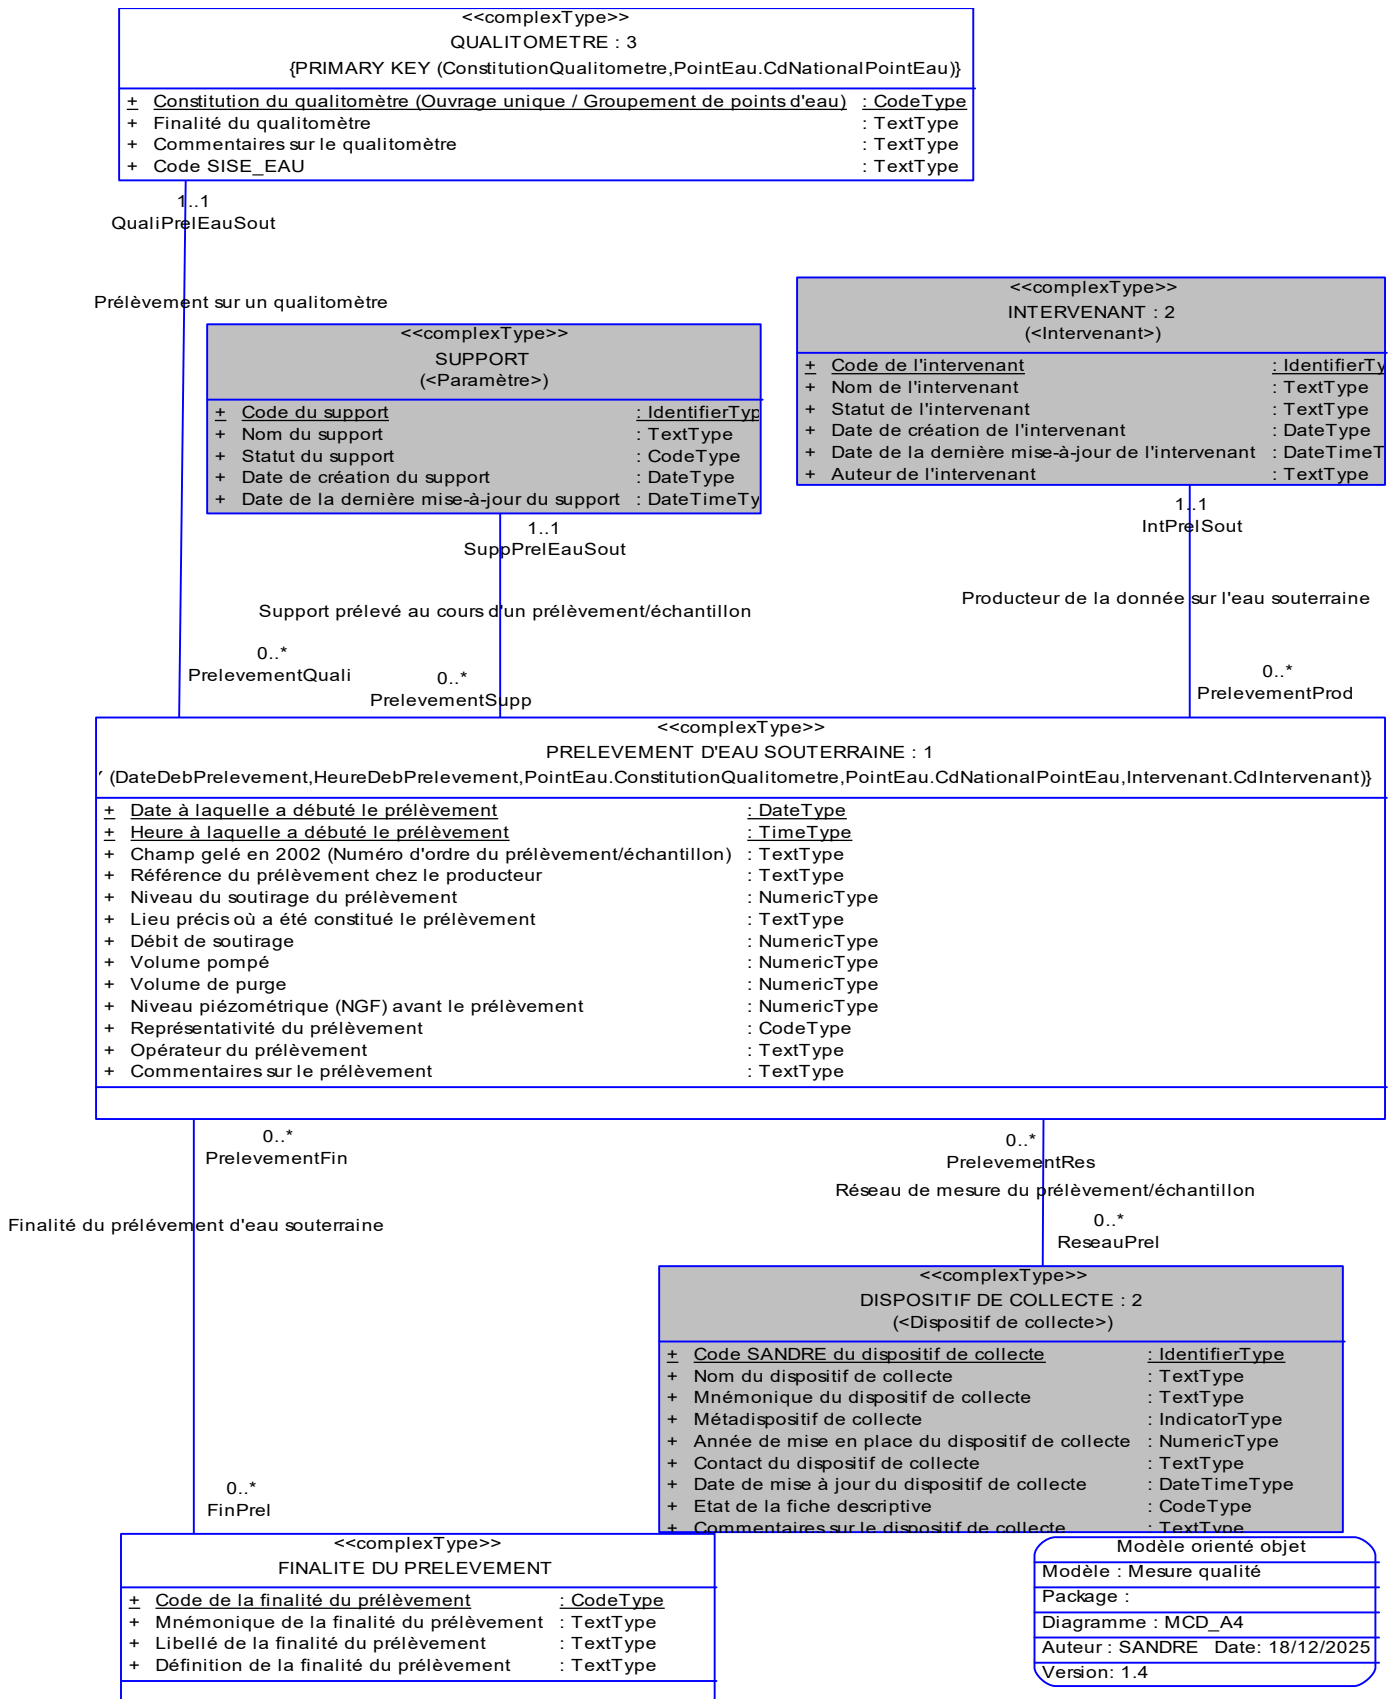 <<complexType>>
QUALITOMETRE : 3
{PRIMARY KEY (ConstitutionQualitometre,PointEau.CdNationalPointEau)}
+ Constitution du qualitomètre (Ouvrage unique / Groupement de points d'eau) : CodeType
+ Finalité du qualitomètre : TextType
+ Commentaires sur le qualitomètre : TextType
+ Code SISE_EAU : TextType
1..1
QualiPrelEauSout
Prélèvement sur un qualitomètre
<<complexType>>
SUPPORT
(<Paramètre>)
+ Code du support : IdentifierTyp
+ Nom du support : TextType
+ Statut du support : CodeType
+ Date de création du support : DateType
+ Date de la dernière mise-à-jour du support : DateTimeTy
<<complexType>>
INTERVENANT : 2
(<Intervenant>)
+ Code de l'intervenant : IdentifierTy
+ Nom de l'intervenant : TextType
+ Statut de l'intervenant : TextType
+ Date de création de l'intervenant : DateType
+ Date de la dernière mise-à-jour de l'intervenant : DateTimeT
+ Auteur de l'intervenant : TextType
1..1
SuppPrelEauSout
1..1
IntPrelSout
Support prélevé au cours d'un prélèvement/échantillon
Producteur de la donnée sur l'eau souterraine
0..*
PrelevementQuali
0..*
PrelevementSupp
0..*
PrelevementProd
<<complexType>>
PRELEVEMENT D'EAU SOUTERRAINE : 1
(DateDebPrelevement,HeureDebPrelevement,PointEau.ConstitutionQualitometre,PointEau.CdNationalPointEau,Intervenant.CdIntervenant)}
+ Date à laquelle a débuté le prélèvement : DateType
+ Heure à laquelle a débuté le prélèvement : TimeType
+ Champ gelé en 2002 (Numéro d'ordre du prélèvement/échantillon) : TextType
+ Référence du prélèvement chez le producteur : TextType
+ Niveau du soutirage du prélèvement : NumericType
+ Lieu précis où a été constitué le prélèvement : TextType
+ Débit de soutirage : NumericType
+ Volume pompé : NumericType
+ Volume de purge : NumericType
+ Niveau piézométrique (NGF) avant le prélèvement : NumericType
+ Représentativité du prélèvement : CodeType
+ Opérateur du prélèvement : TextType
+ Commentaires sur le prélèvement : TextType
0..*
PrelevementFin
0..*
PrelevementRes
Réseau de mesure du prélèvement/échantillon
Finalité du prélévement d'eau souterraine
0..*
ReseauPrel
<<complexType>>
DISPOSITIF DE COLLECTE : 2
(<Dispositif de collecte>)
+ Code SANDRE du dispositif de collecte : IdentifierType
+ Nom du dispositif de collecte : TextType
+ Mnémonique du dispositif de collecte : TextType
+ Métadispositif de collecte : IndicatorType
+ Année de mise en place du dispositif de collecte : NumericType
+ Contact du dispositif de collecte : TextType
+ Date de mise à jour du dispositif de collecte : DateTimeType
+ Etat de la fiche descriptive : CodeType
+ Commentaires sur le dispositif de collecte : TextType
0..*
FinPrel
<<complexType>>
FINALITE DU PRELEVEMENT
+ Code de la finalité du prélèvement : CodeType
+ Mnémonique de la finalité du prélèvement : TextType
+ Libellé de la finalité du prélèvement : TextType
+ Définition de la finalité du prélèvement : TextType
Modèle orienté objet
Modèle : Mesure qualité
Package :
Diagramme : MCD_A4
Auteur : SANDRE Date: 18/12/2025
Version: 1.4